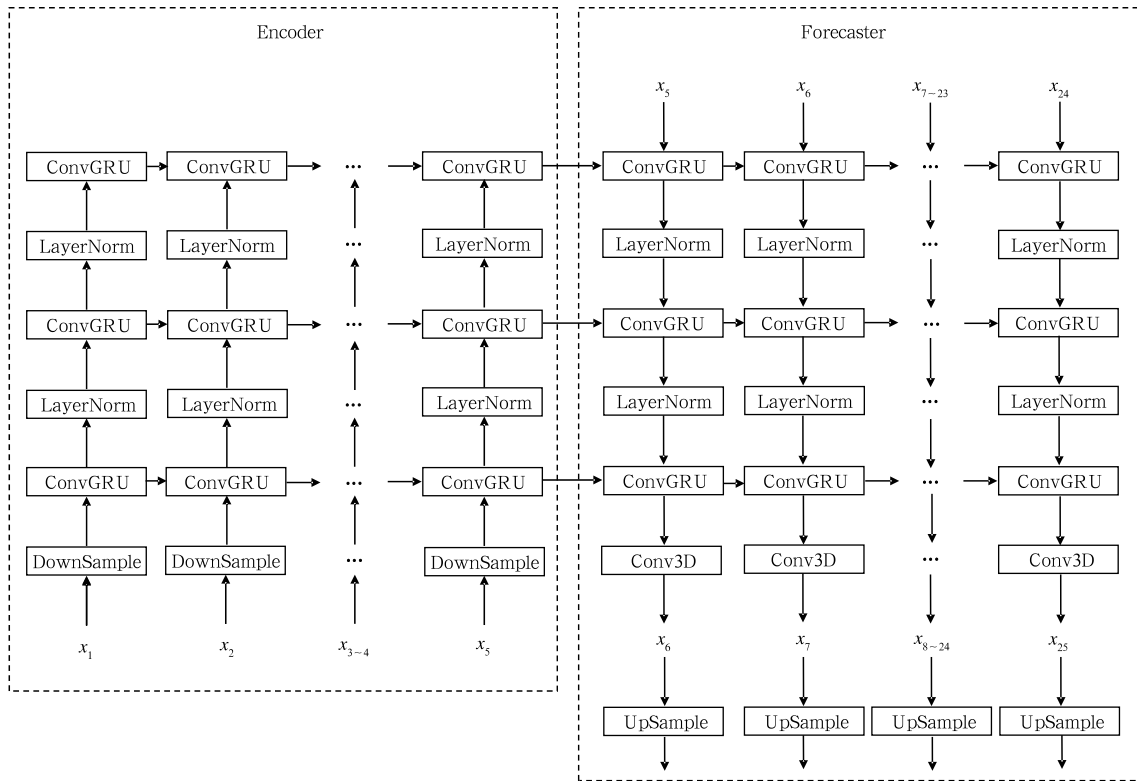 Encoder
Forecaster
x5 x6 x7~23 x24
ConvGRU ConvGRU ... ConvGRU ConvGRU ConvGRU ... ConvGRU
LayerNorm LayerNorm ... LayerNorm LayerNorm LayerNorm ... LayerNorm
ConvGRU ConvGRU ... ConvGRU ConvGRU ConvGRU ... ConvGRU
LayerNorm LayerNorm ... LayerNorm LayerNorm LayerNorm ... LayerNorm
ConvGRU ConvGRU ... ConvGRU ConvGRU ConvGRU ... ConvGRU
DownSample DownSample ... DownSample Conv3D Conv3D ... Conv3D
x1 x2 x3~4 x5 x6 x7 x8~24 x25
UpSample UpSample UpSample UpSample